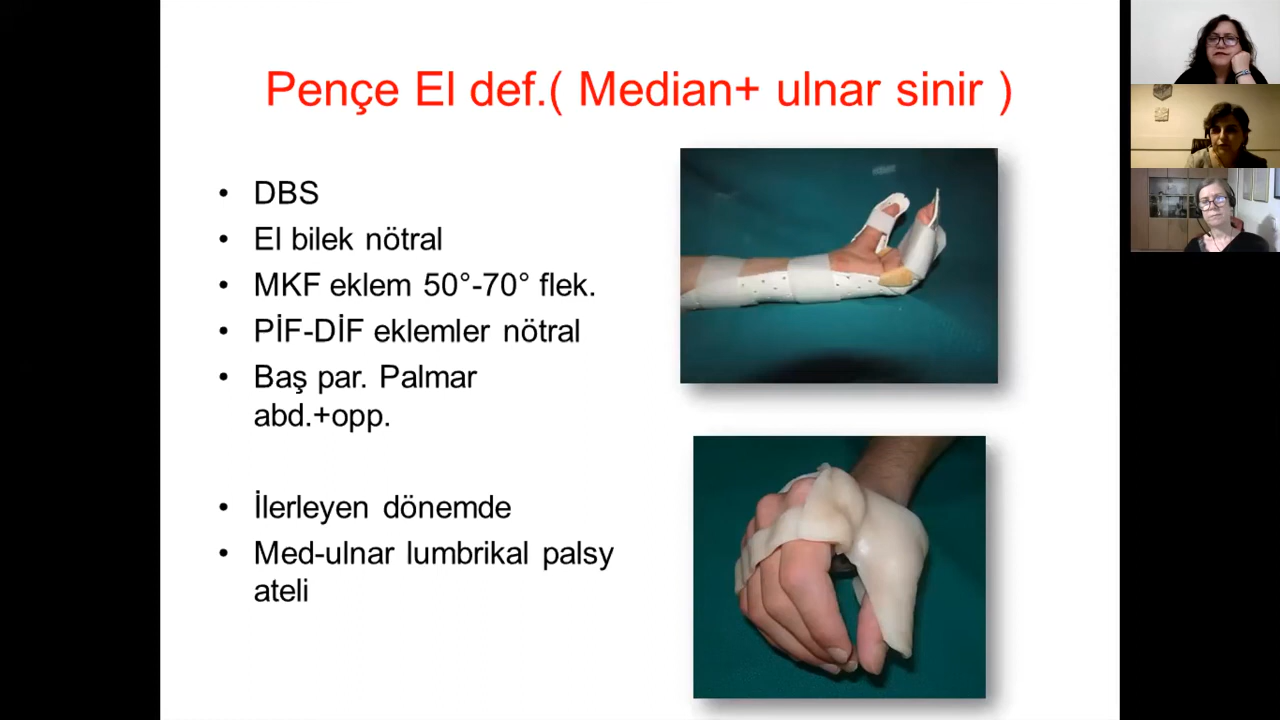 Pençe El def.( Median+ ulnar sinir )
• DBS
• El bilek nötral
• MKF eklem 50°-70° flek.
• PİF-DİF eklemler nötral
• Baş par. Palmar
abd.+opp.
• İlerleyen dönemde
• Med-ulnar lumbrikal palsy
ateli